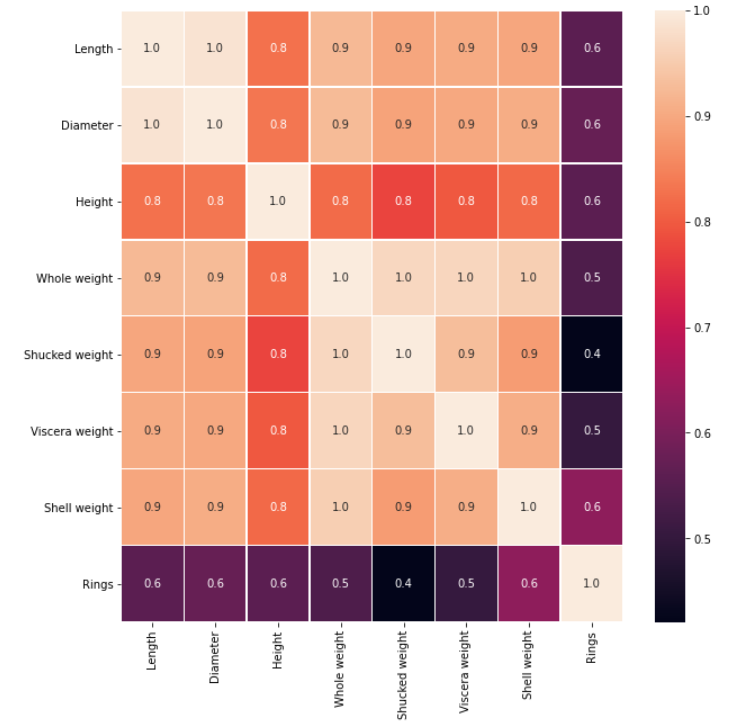 Length 1.0 1.0 0.8 0.9 0.9 0.9 0.9 0.6
Diameter 1.0 1.0 0.8 0.9 0.9 0.9 0.9 0.6
Height 0.8 0.8 1.0 0.8 0.8 0.8 0.8 0.6
Whole weight 0.9 0.9 0.8 1.0 1.0 1.0 1.0 0.5
Shucked weight 0.9 0.9 0.8 1.0 1.0 0.9 0.9 0.4
Viscera weight 0.9 0.9 0.8 1.0 0.9 1.0 0.9 0.5
Shell weight 0.9 0.9 0.8 1.0 0.9 0.9 1.0 0.6
Rings 0.6 0.6 0.6 0.5 0.4 0.5 0.6 1.0
Length
Diameter
Height
Whole weight
Shucked weight
Viscera weight
Shell weight
Rings
1.0
0.9
0.8
0.7
0.6
0.5